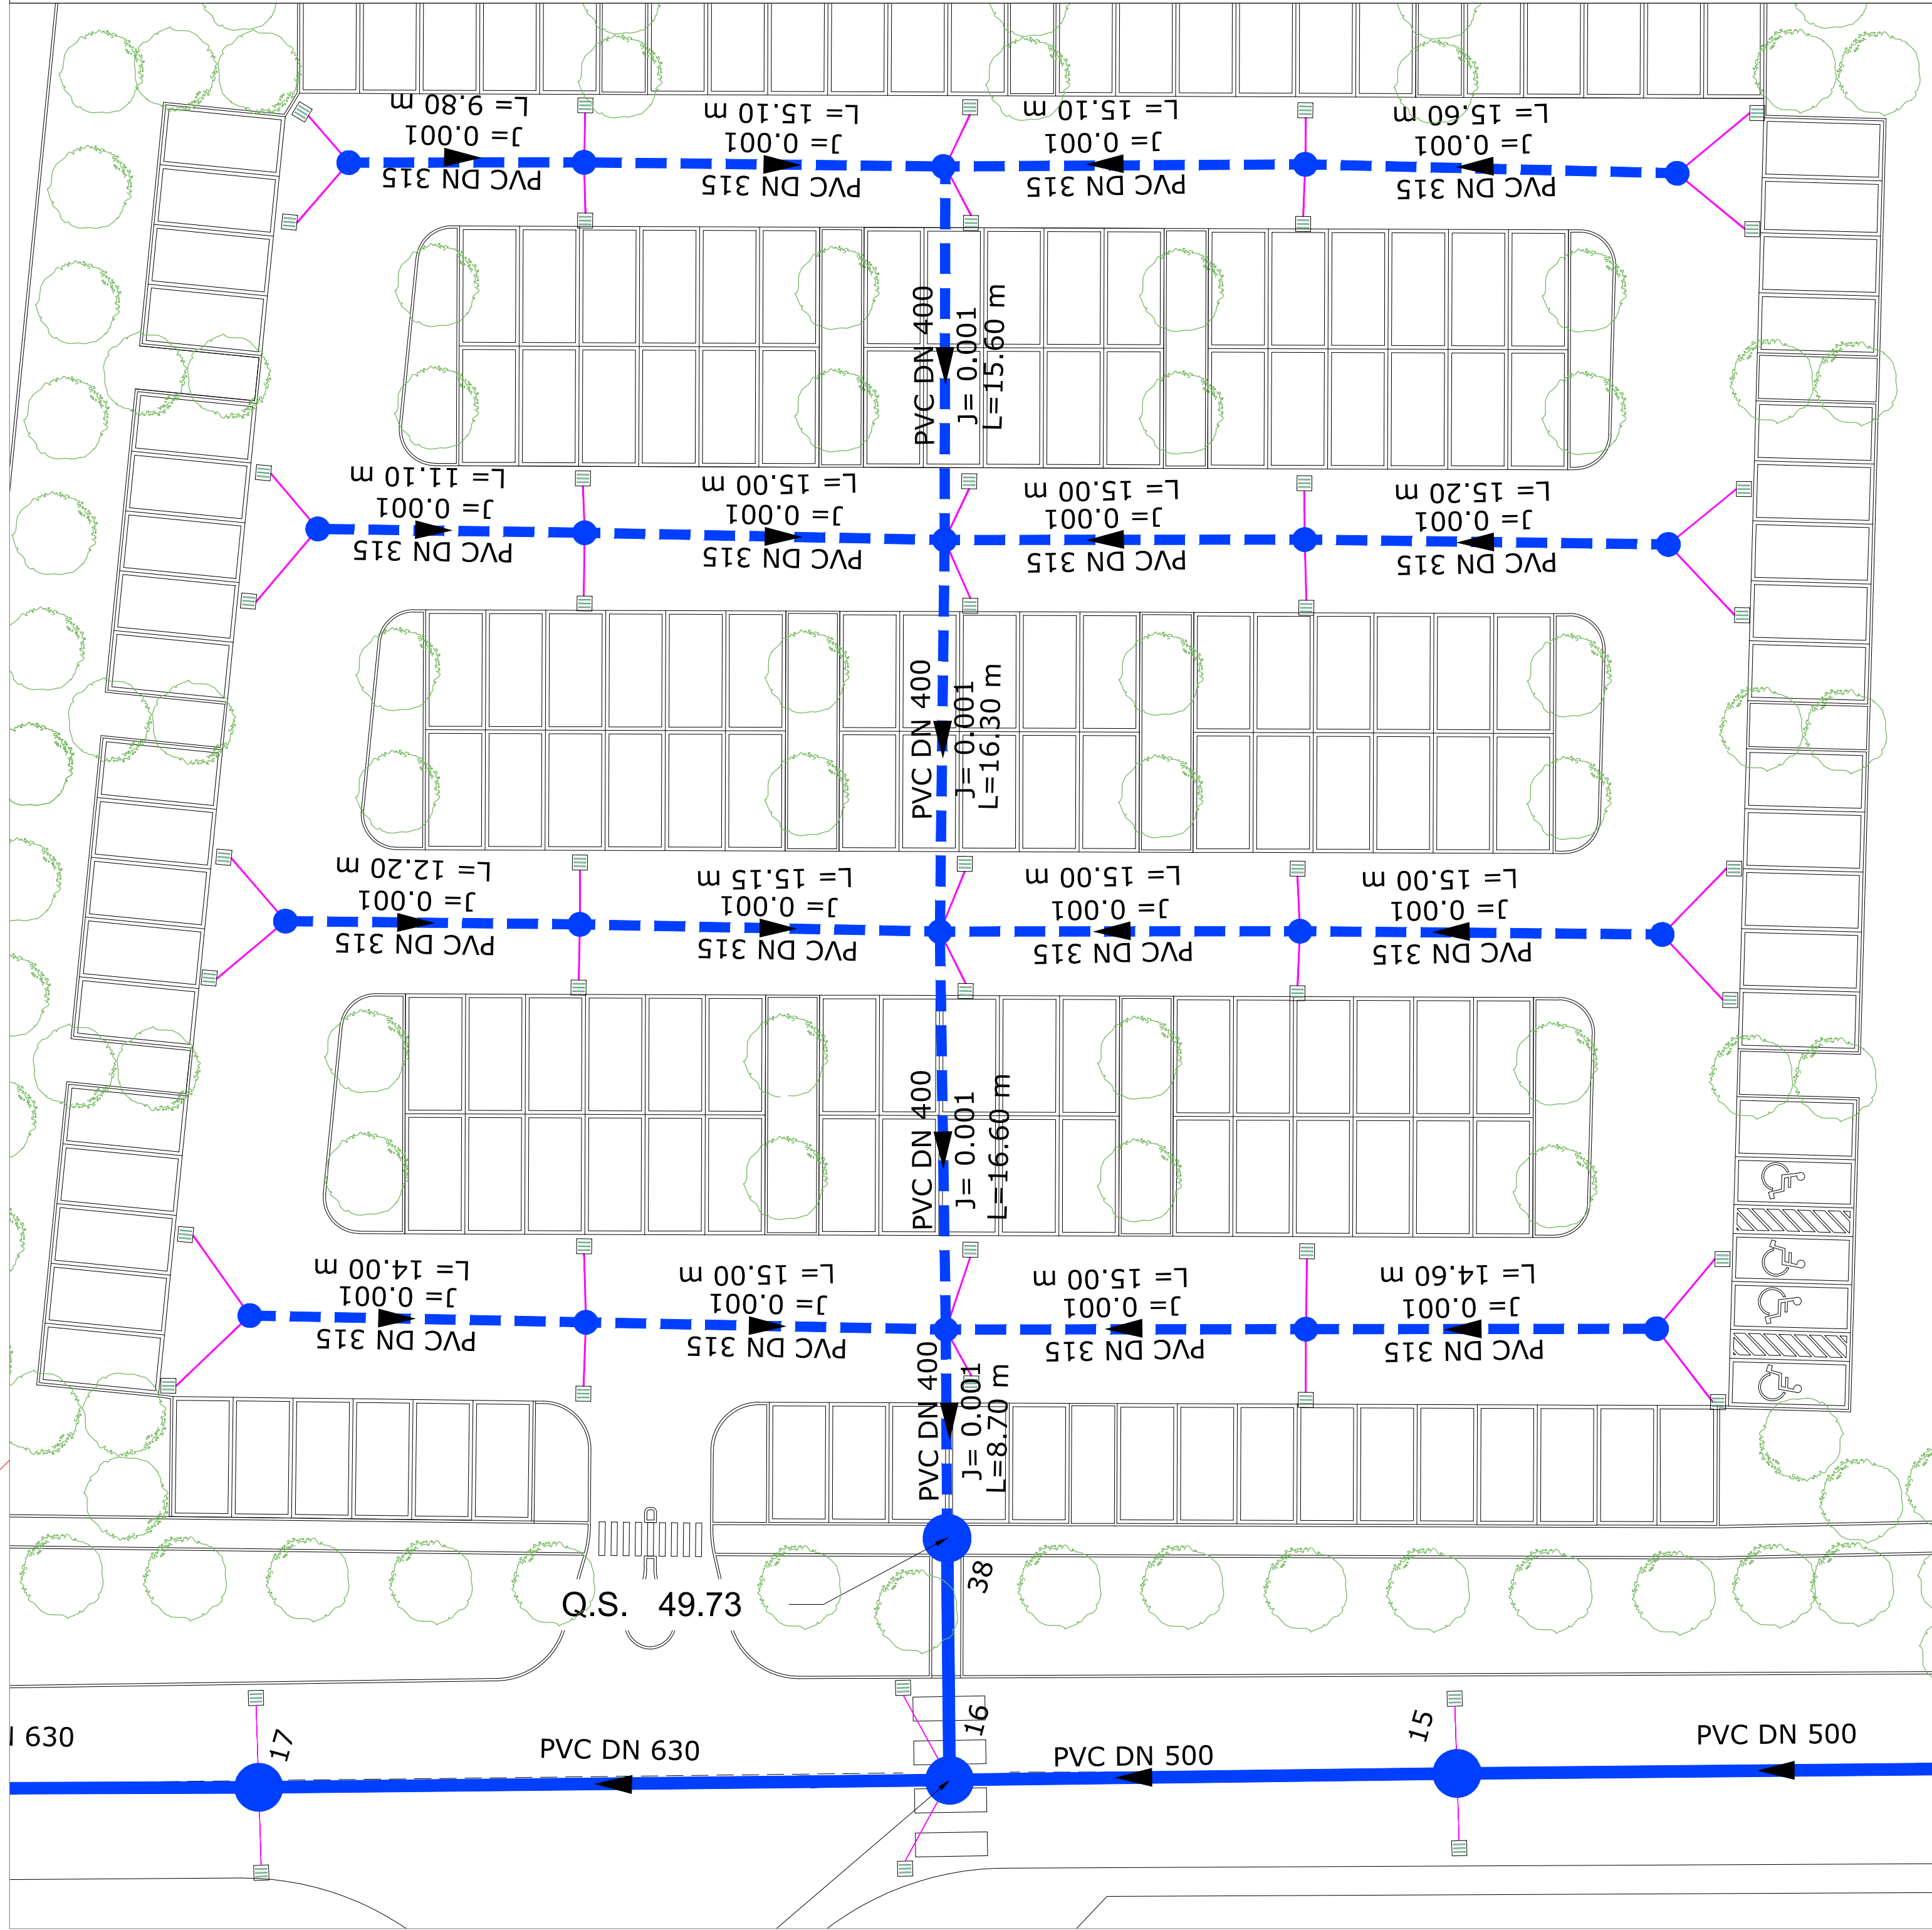 L= 9.80 m
J= 0.001
PVC DN 315
L= 15.10 m
J= 0.001
PVC DN 315
L= 15.10 m
J= 0.001
PVC DN 315
L= 15.60 m
J= 0.001
PVC DN 315
PVC DN 400
J= 0.001
L=15.60 m
L= 11.10 m
J= 0.001
PVC DN 315
L= 15.00 m
J= 0.001
PVC DN 315
L= 15.00 m
J= 0.001
PVC DN 315
L= 15.20 m
J= 0.001
PVC DN 315
PVC DN 400
J= 0.001
L=16.30 m
L= 12.20 m
J= 0.001
PVC DN 315
L= 15.15 m
J= 0.001
PVC DN 315
L= 15.00 m
J= 0.001
PVC DN 315
L= 15.00 m
J= 0.001
PVC DN 315
PVC DN 400
J= 0.001
L=16.60 m
L= 14.00 m
J= 0.001
PVC DN 315
L= 15.00 m
J= 0.001
PVC DN 315
L= 15.00 m
J= 0.001
PVC DN 315
L= 14.60 m
J= 0.001
PVC DN 315
PVC DN 400
J= 0.001
L=8.70 m
38
Q.S. 49.73
630
17
PVC DN 630
16
PVC DN 500
15
PVC DN 500